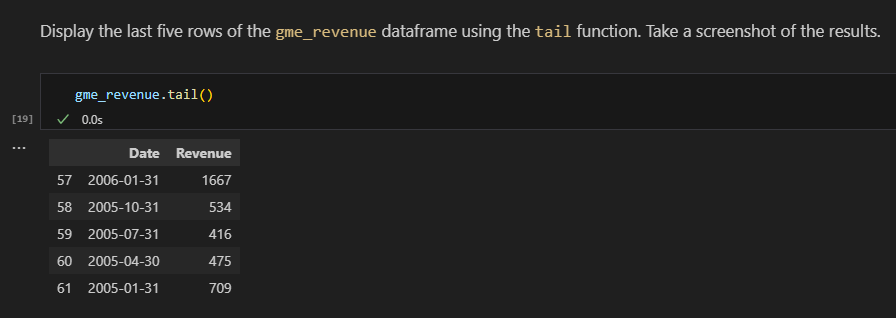 Display the last five rows of the gme_revenue dataframe using the tail function. Take a screenshot of the results.
gme_revenue.tail()
[19] ✓ 0.0s
...
Date Revenue
57 2006-01-31 1667
58 2005-10-31 534
59 2005-07-31 416
60 2005-04-30 475
61 2005-01-31 709